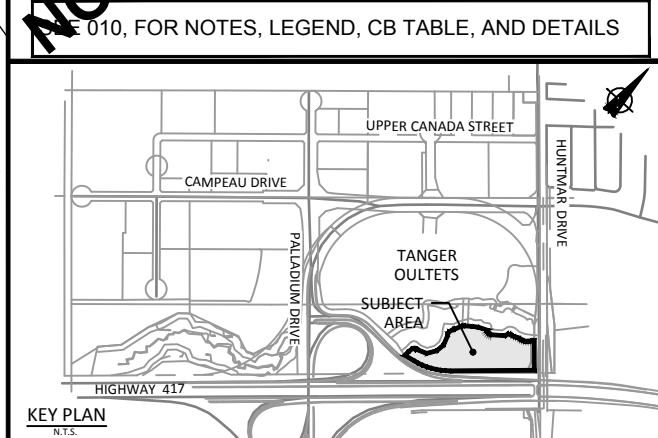 010, FOR NOTES, LEGEND, CB TABLE, AND DETAILS
UPPER CANADA STREET
HUNTMAR DRIVE
CAMPEAU DRIVE
PALLADIUM DRIVE
TANGER
OULTETS
SUBJECT
AREA
HIGHWAY 417
KEY PLAN
N.T.S.